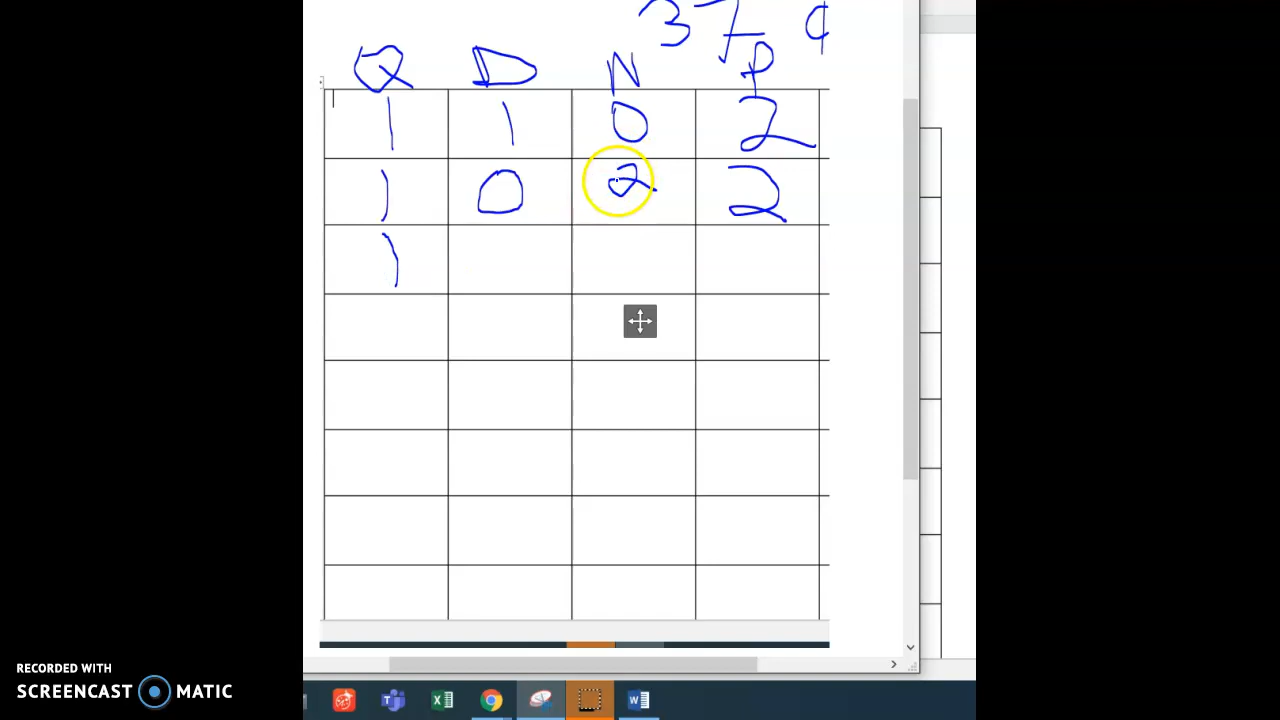 37 ¢
Q D N P
1 1 0 2
1 0 2 2
1
RECORDED WITH
SCREENCAST MATIC